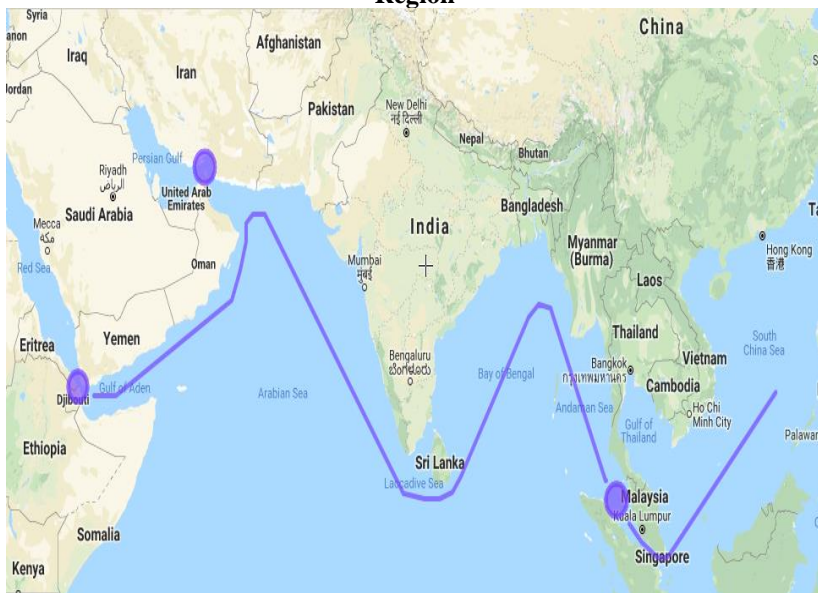 Region
Syria
anon
Iraq
Jordan
Iran
Afghanistan
Pakistan
China
New Delhi
नई दिल्ली
Nepal
Bhutan
Persian Gulf
Riyadh
الرياض
Saudi Arabia
United Arab
Emirates
Mecca
مكة
Red Sea
Oman
India
Bangladesh
Mumbai
मुंबई
Myanmar
(Burma)
Hong Kong
香港
Laos
Eritrea
Yemen
Thailand
South
China Sea
Vietnam
Bengaluru
ಬೆಂಗಳೂರು
Bay of Bengal
Bangkok
กรุงเทพมหานคร
Cambodia
Djibouti
Gulf of Aden
Arabian Sea
Andaman Sea
Ho Chi
Minh City
Gulf of
Thailand
Palawan
Ethiopia
Sri Lanka
Laccadive Sea
Malaysia
Kuala Lumpur
Somalia
Singapore
Kenya